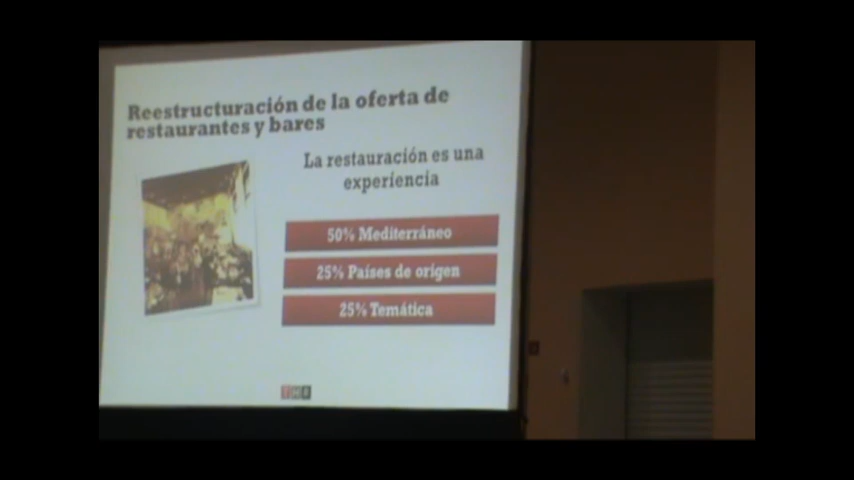 Reestructuración de la oferta de
restaurantes y bares
La restauración es una
experiencia
50% Mediterráneo
25% Países de origen
25% Temática